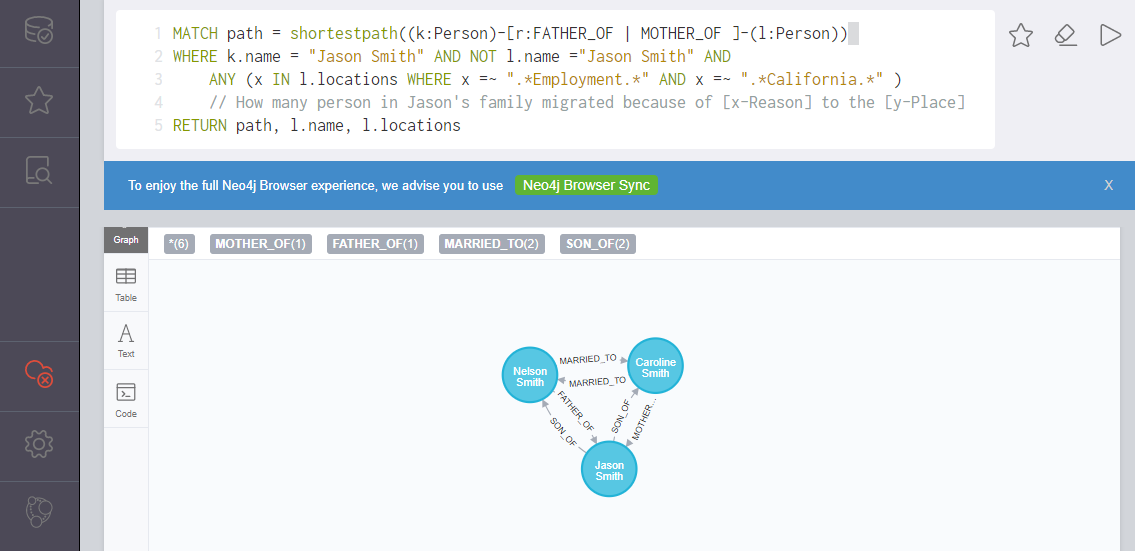 1 MATCH path = shortestpath((k:Person)-[r:FATHER_OF | MOTHER_OF ]-(l:Person))
2 WHERE k.name = "Jason Smith" AND NOT l.name ="Jason Smith" AND
3 ANY (x IN l.locations WHERE x =~ ".*Employment.*" AND x =~ ".*California.*" )
4 // How many person in Jason's family migrated because of [x-Reason] to the [y-Place]
5 RETURN path, l.name, l.locations
To enjoy the full Neo4j Browser experience, we advise you to use Neo4j Browser Sync X
Graph
*(6) MOTHER_OF(1) FATHER_OF(1) MARRIED_TO(2) SON_OF(2)
Table
A
Text
Code
MARRIED_TO
Nelson
Smith
Caroline
Smith
MARRIED_TO
FATHER_OF
SON_OF
SON_OF
MOTHER...
Jason
Smith